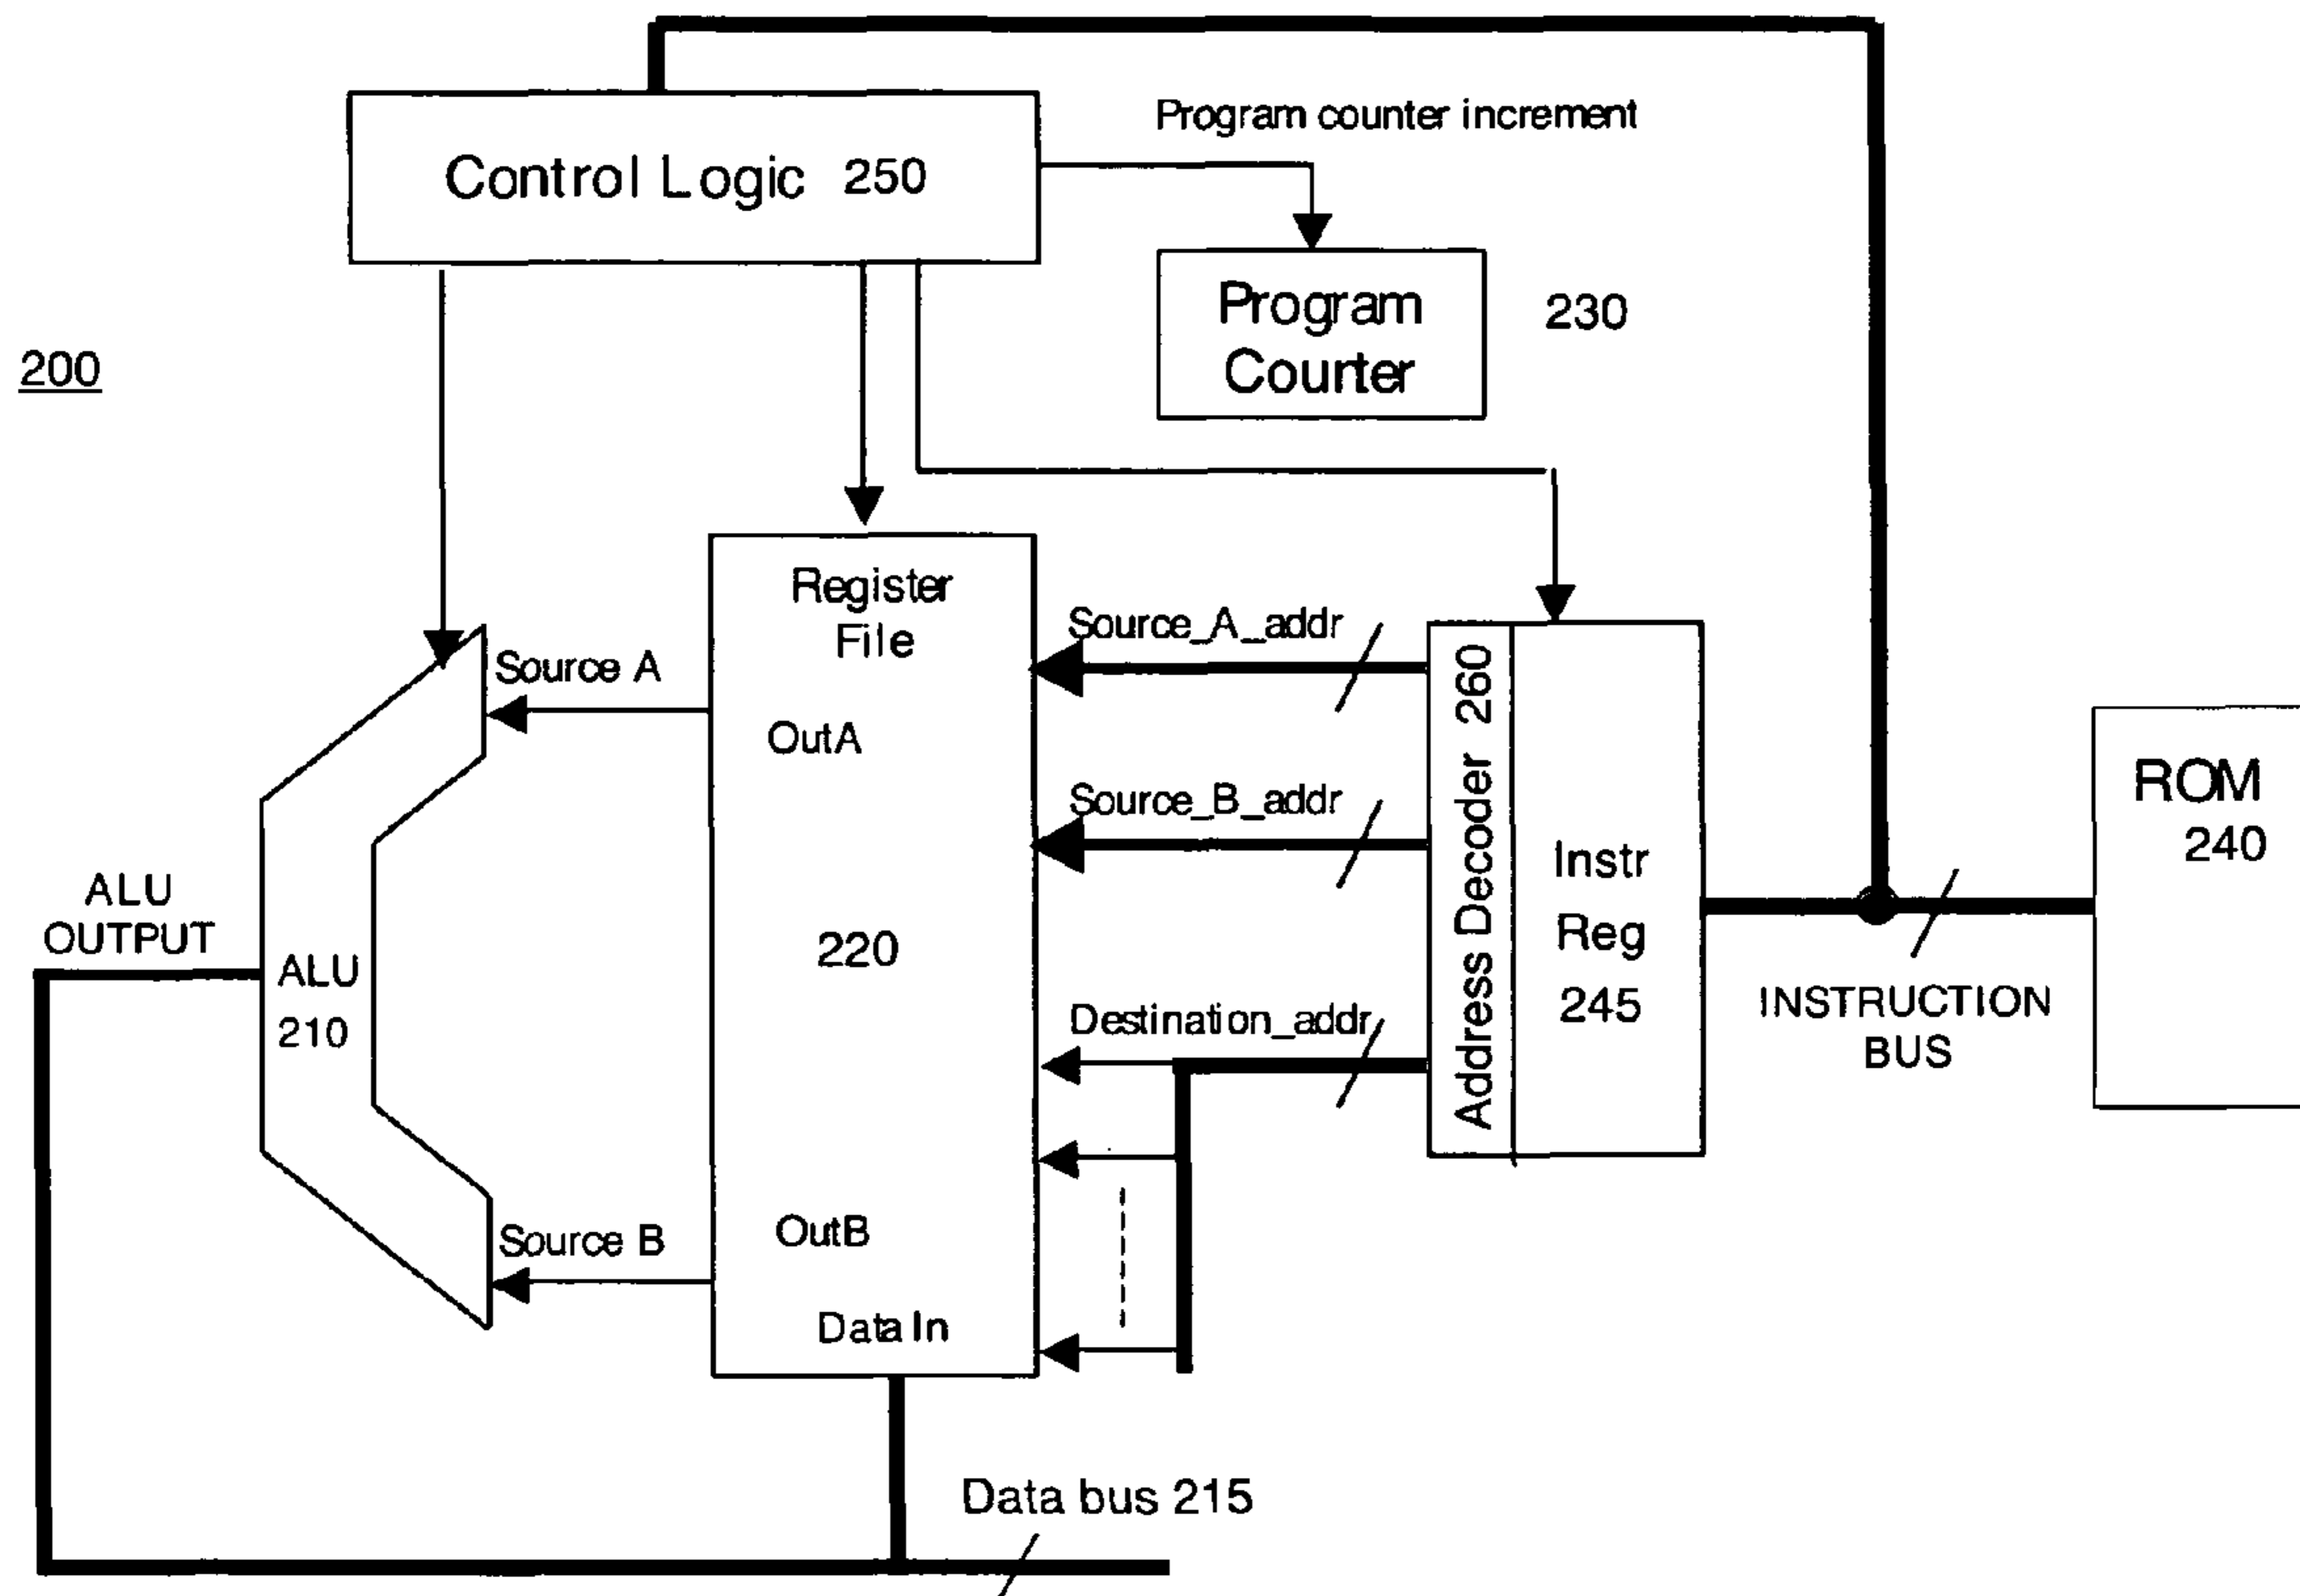 Program counter increment
Control Logic 250
Program
Counter
230
200
Register
File
Source_A_addr
Source A
OutA
Source_B_addr
220
Destination_addr
OutB
Source B
Data In
ALU
OUTPUT
ALU
210
Address Decoder 260
Instr
Reg
245
ROM
240
INSTRUCTION
BUS
Data bus 215